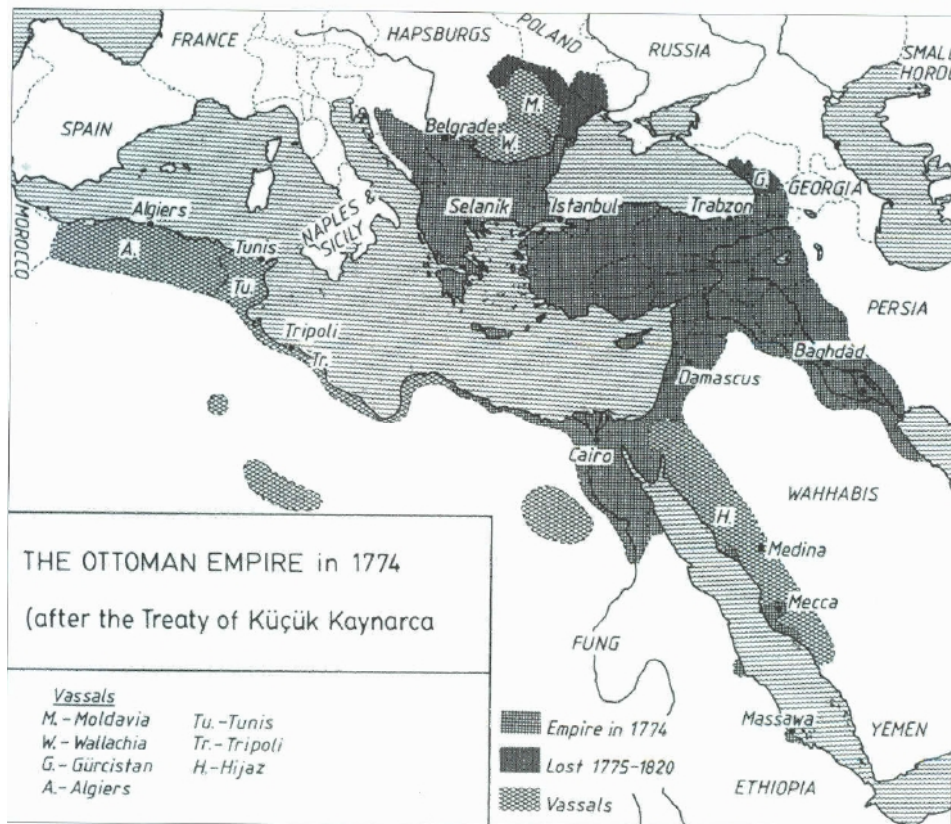 FRANCE
HAPSBURGS
POLAND
RUSSIA
SMALL
HORDE
SPAIN
Belgrade
M.
W.
G.
GEORGIA
MOROCCO
Algiers
A.
Tunis
Tu.
NAPLES &
SICILY
Selanik
Istanbul
Trabzon
PERSIA
Tripoli
Tr.
Damascus
Baghdad
Cairo
H.
WAHHABIS
Medina
Mecca
FUNG
Massawa
YEMEN
ETHIOPIA
THE OTTOMAN EMPIRE in 1774
(after the Treaty of Küçük Kaynarca
Vassals
M.-Moldavia
W.-Wallachia
G.-Gürcistan
A.-Algiers
Tu.-Tunis
Tr.-Tripoli
H.-Hijaz
Empire in 1774
Lost 1775-1820
Vassals